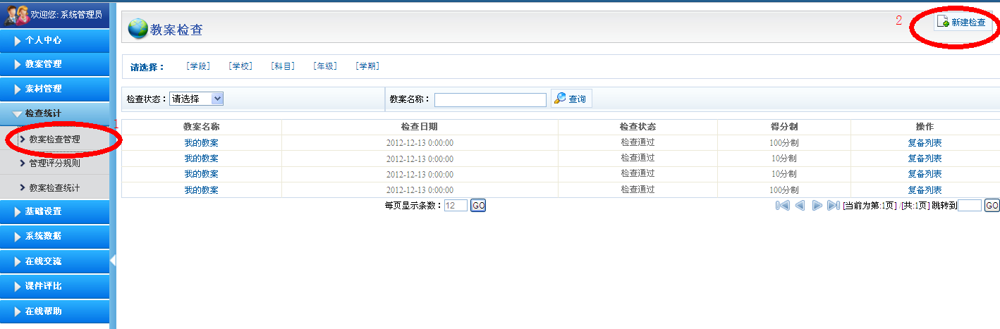 欢迎您: 系统管理员
个人中心
教案管理
素材管理
检查统计
1
教案检查管理
管理评分规则
教案检查统计
基础设置
系统数据
在线交流
课件评比
在线帮助
教案检查
2
新建检查
请选择： [学段] [学校] [科目] [年级] [学期]
检查状态：请选择 教案名称： 查询
教案名称 检查日期 检查状态 得分制 操作
我的教案 2012-12-13 0:00:00 检查通过 100分制 复备列表
我的教案 2012-12-13 0:00:00 检查通过 10分制 复备列表
我的教案 2012-12-13 0:00:00 检查通过 10分制 复备列表
我的教案 2012-12-13 0:00:00 检查通过 100分制 复备列表
每页显示条数：12 GO [当前为第:1页] /[共:1页] 跳转到 GO